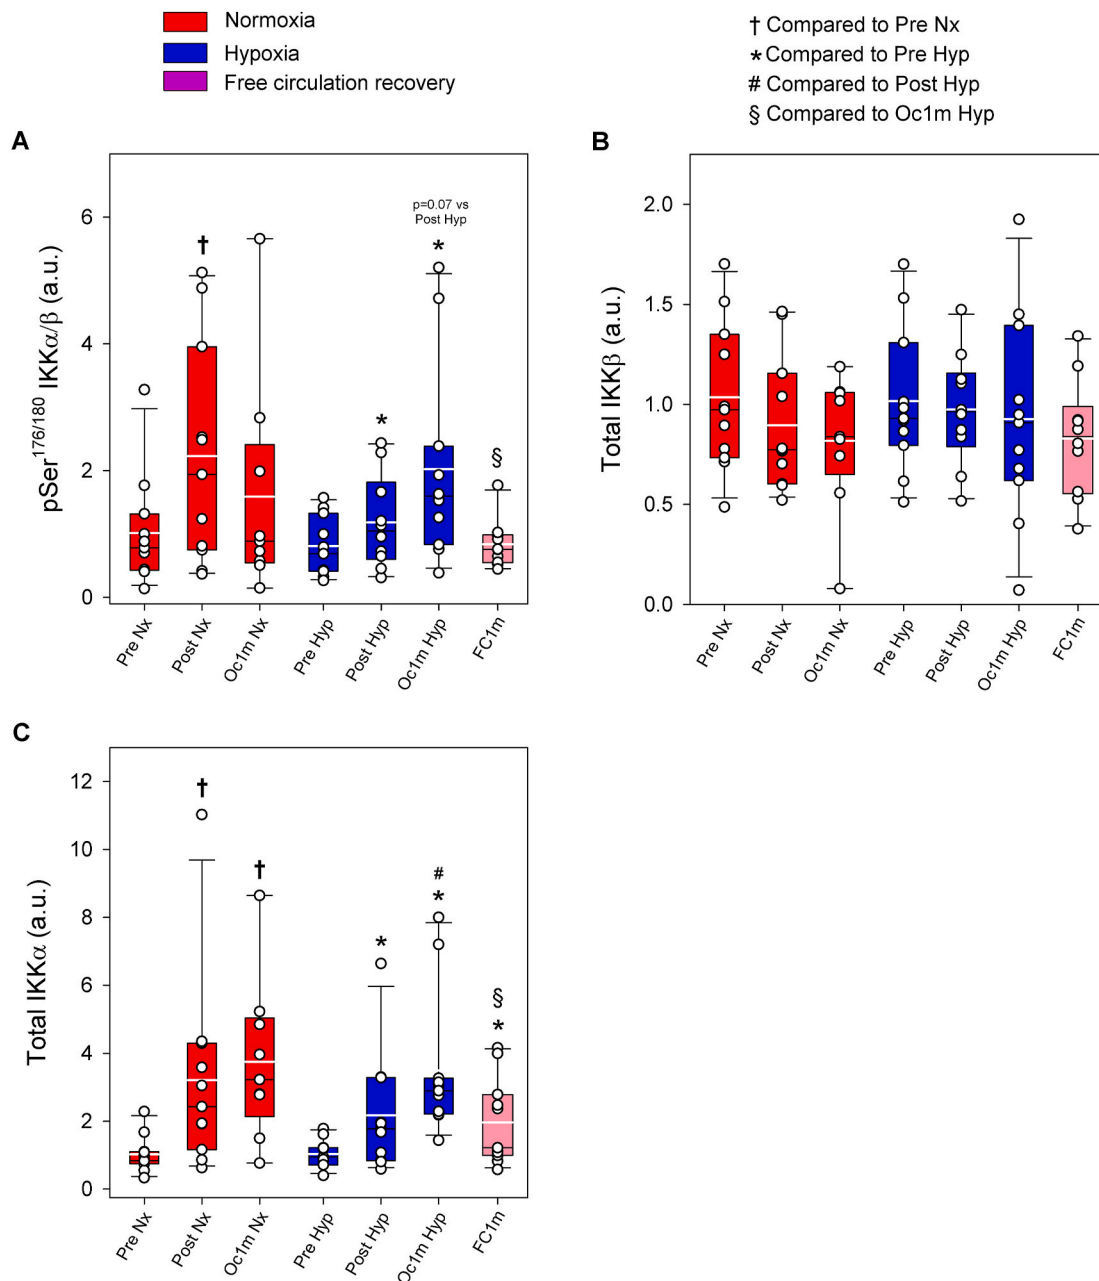 Normoxia
Hypoxia
Free circulation recovery
† Compared to Pre Nx
* Compared to Pre Hyp
# Compared to Post Hyp
§ Compared to Oc1m Hyp
A
pSer176/180 IKKα/β (a.u.)
6
4
2
0
†
*
p=0.07 vs
Post Hyp
*
§
Pre Nx
Post Nx
Oc1m Nx
Pre Hyp
Post Hyp
Oc1m Hyp
FC1m
B
Total IKKβ (a.u.)
2.0
1.5
1.0
0.5
0.0
Pre Nx
Post Nx
Oc1m Nx
Pre Hyp
Post Hyp
Oc1m Hyp
FC1m
C
Total IKKα (a.u.)
12
10
8
6
4
2
0
†
†
*
#
*
§
*
Pre Nx
Post Nx
Oc1m Nx
Pre Hyp
Post Hyp
Oc1m Hyp
FC1m